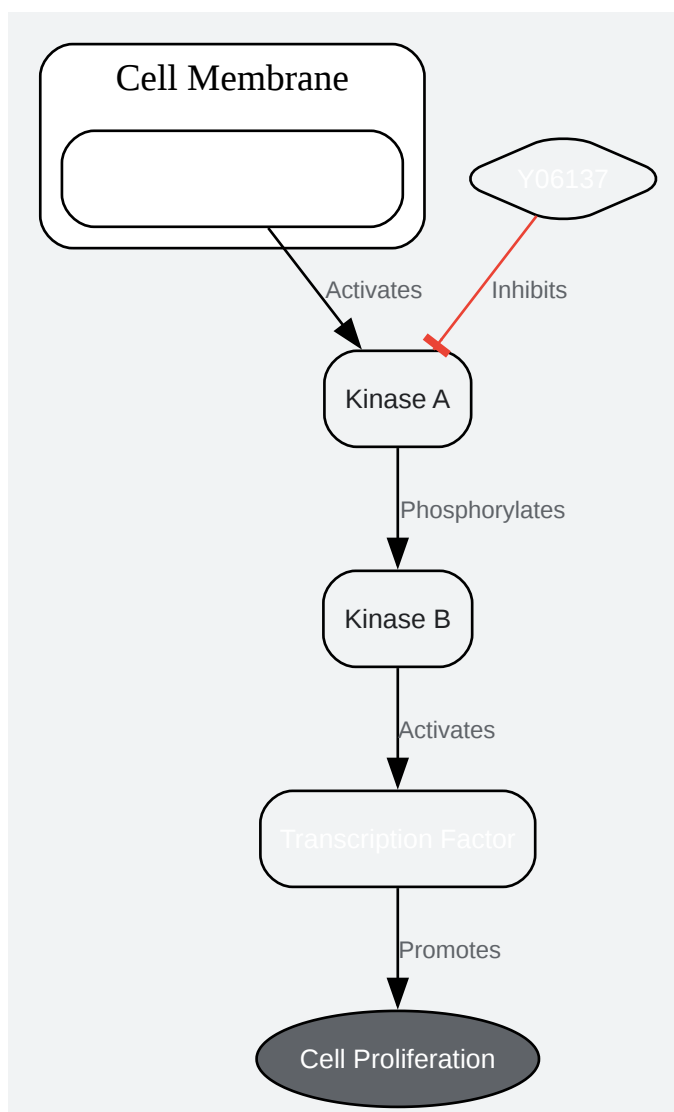 Cell Membrane
Y06137
Activates
Inhibits
Kinase A
Phosphorylates
Kinase B
Activates
Transcription Factor
Promotes
Cell Proliferation